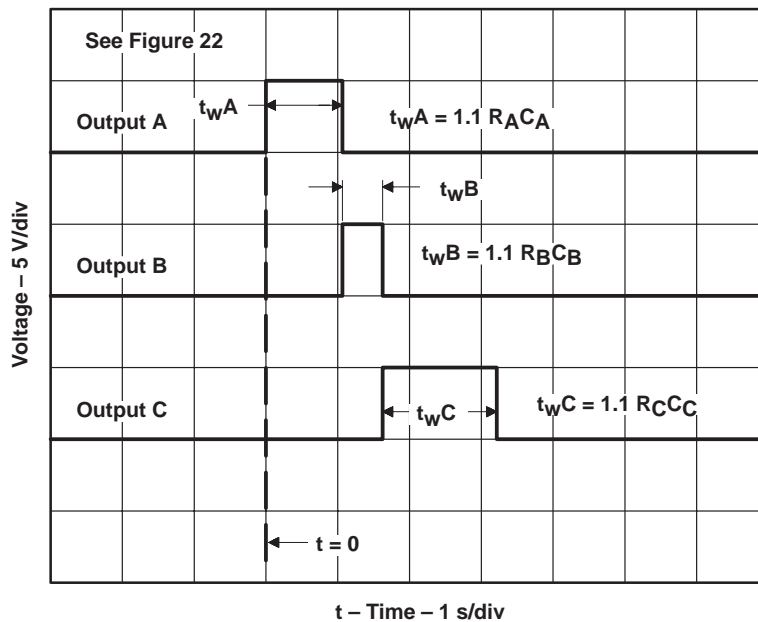 See Figure 22
twA
Output A
twA = 1.1 RACA
twB
Output B
twB = 1.1 RBCB
Output C
twC
twC = 1.1 RCCC
t = 0
Voltage – 5 V/div
t – Time – 1 s/div